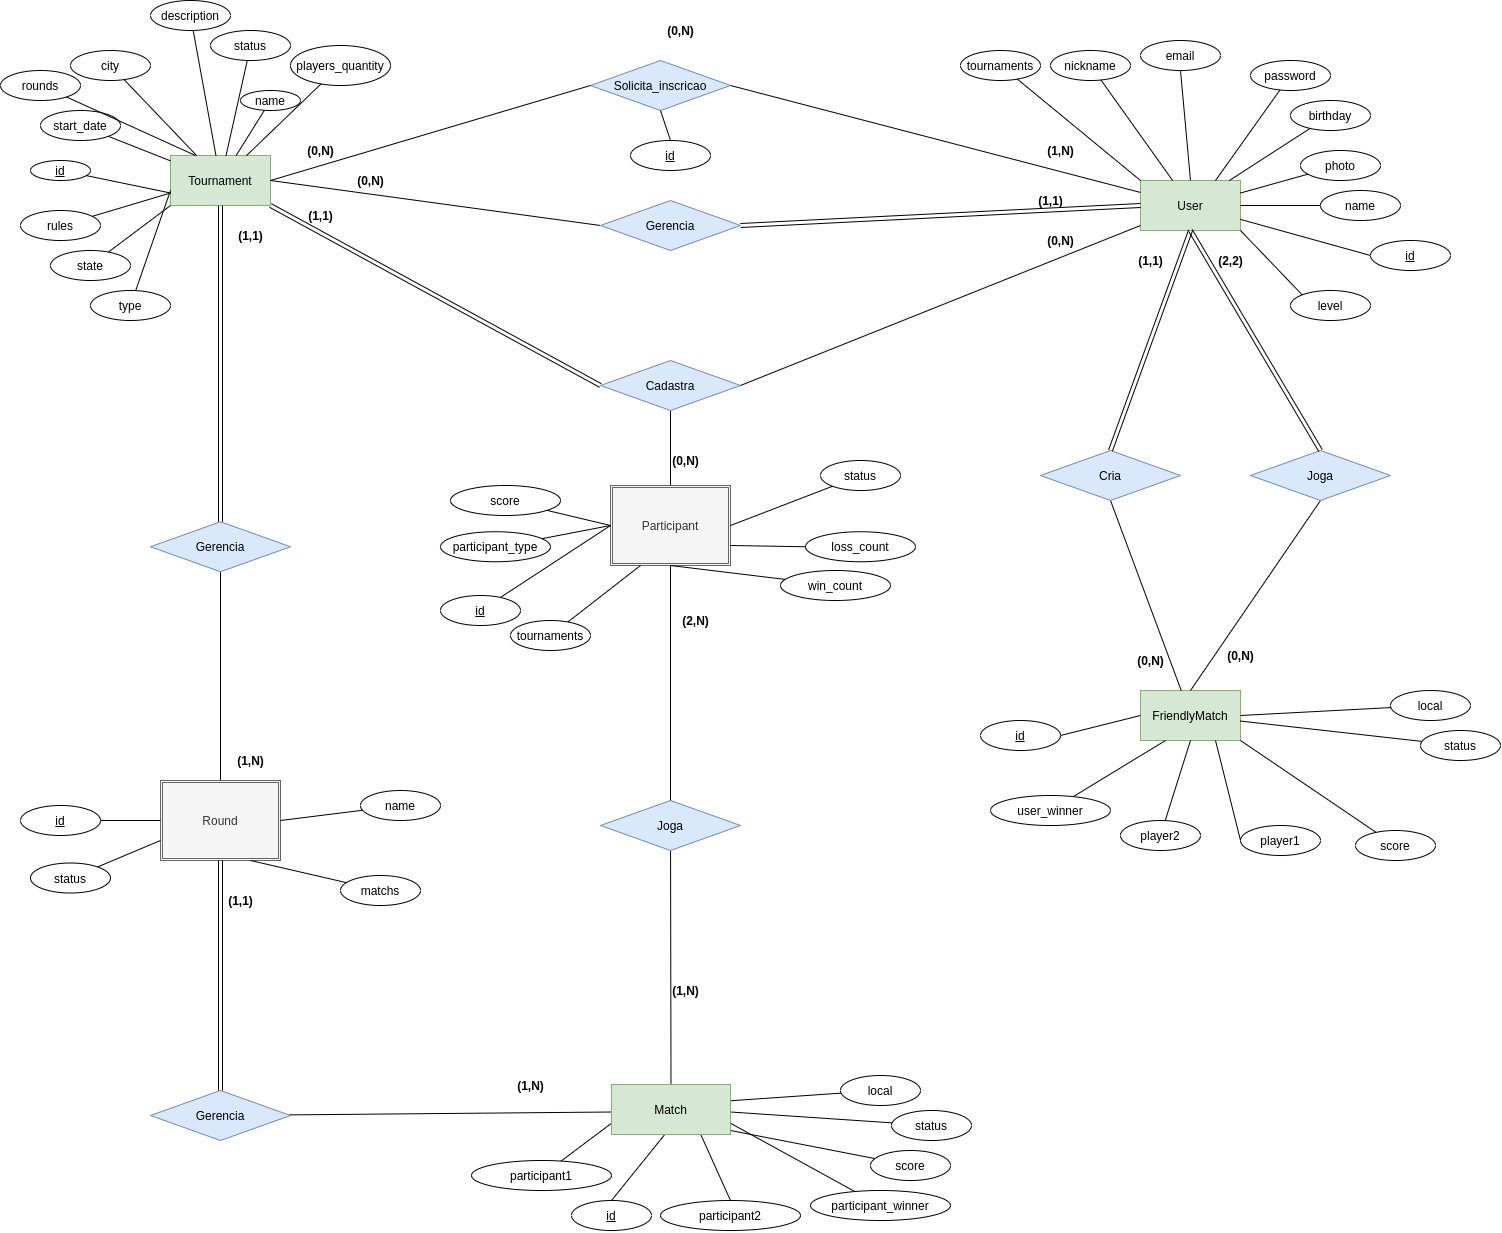 description
(0,N)
status
city
players_quantity
rounds
name
start_date
Solicita_inscricao
tournaments
nickname
email
password
birthday
(0,N)
id
(1,N)
photo
id
Tournament
(0,N)
User
name
(1,1)
(1,1)
rules
(1,1)
Gerencia
(0,N)
state
(1,1)
(2,2)
id
type
level
Cadastra
(0,N)
score
status
Cria
Joga
participant_type
Participant
loss_count
Gerencia
win_count
id
tournaments
(2,N)
(0,N)
(0,N)
id
FriendlyMatch
local
status
(1,N)
id
Round
name
Joga
user_winner
player2
player1
score
status
matchs
(1,1)
(1,N)
Gerencia
(1,N)
Match
local
status
score
participant1
participant_winner
id
participant2